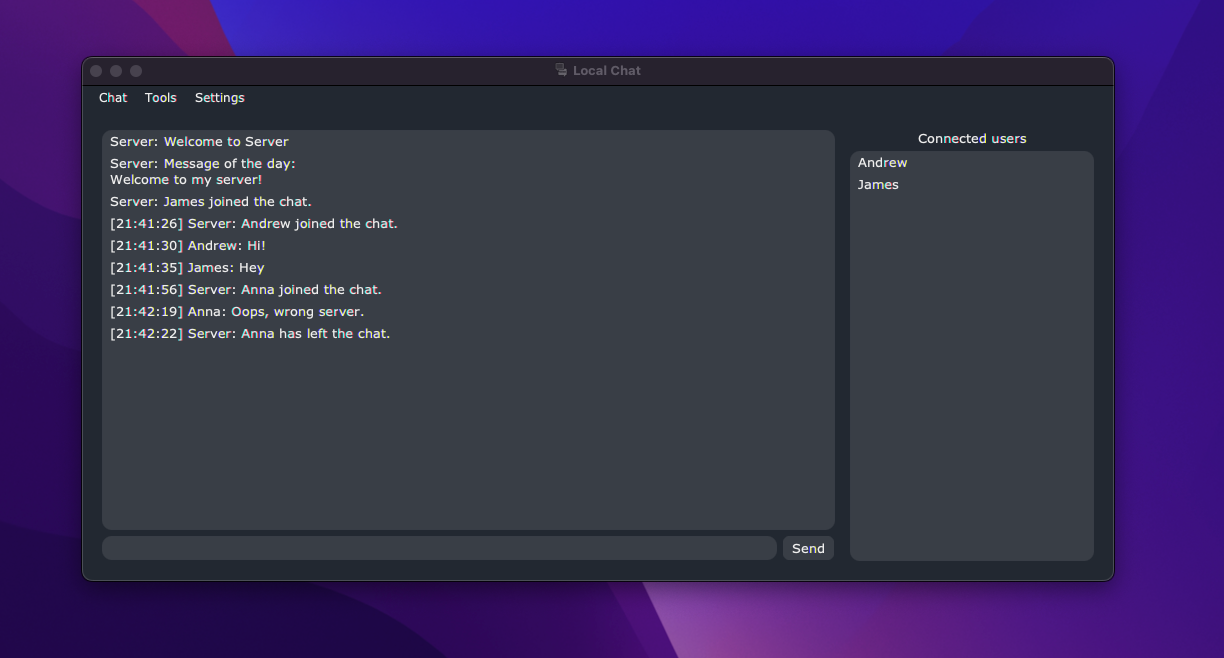 Local Chat
Chat Tools Settings
Server: Welcome to Server
Server: Message of the day:
Welcome to my server!
Server: James joined the chat.
[21:41:26] Server: Andrew joined the chat.
[21:41:30] Andrew: Hi!
[21:41:35] James: Hey
[21:41:56] Server: Anna joined the chat.
[21:42:19] Anna: Oops, wrong server.
[21:42:22] Server: Anna has left the chat.
Send
Connected users
Andrew
James